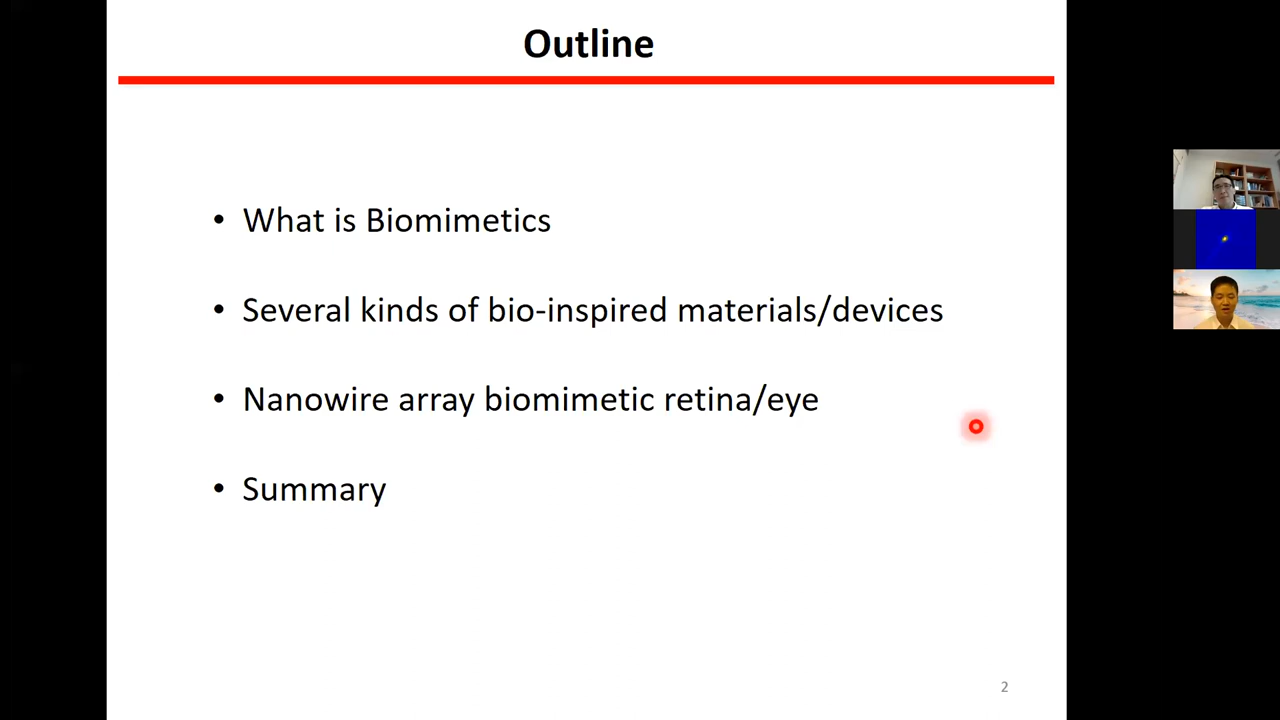 Outline
• What is Biomimetics
• Several kinds of bio-inspired materials/devices
• Nanowire array biomimetic retina/eye
• Summary
2